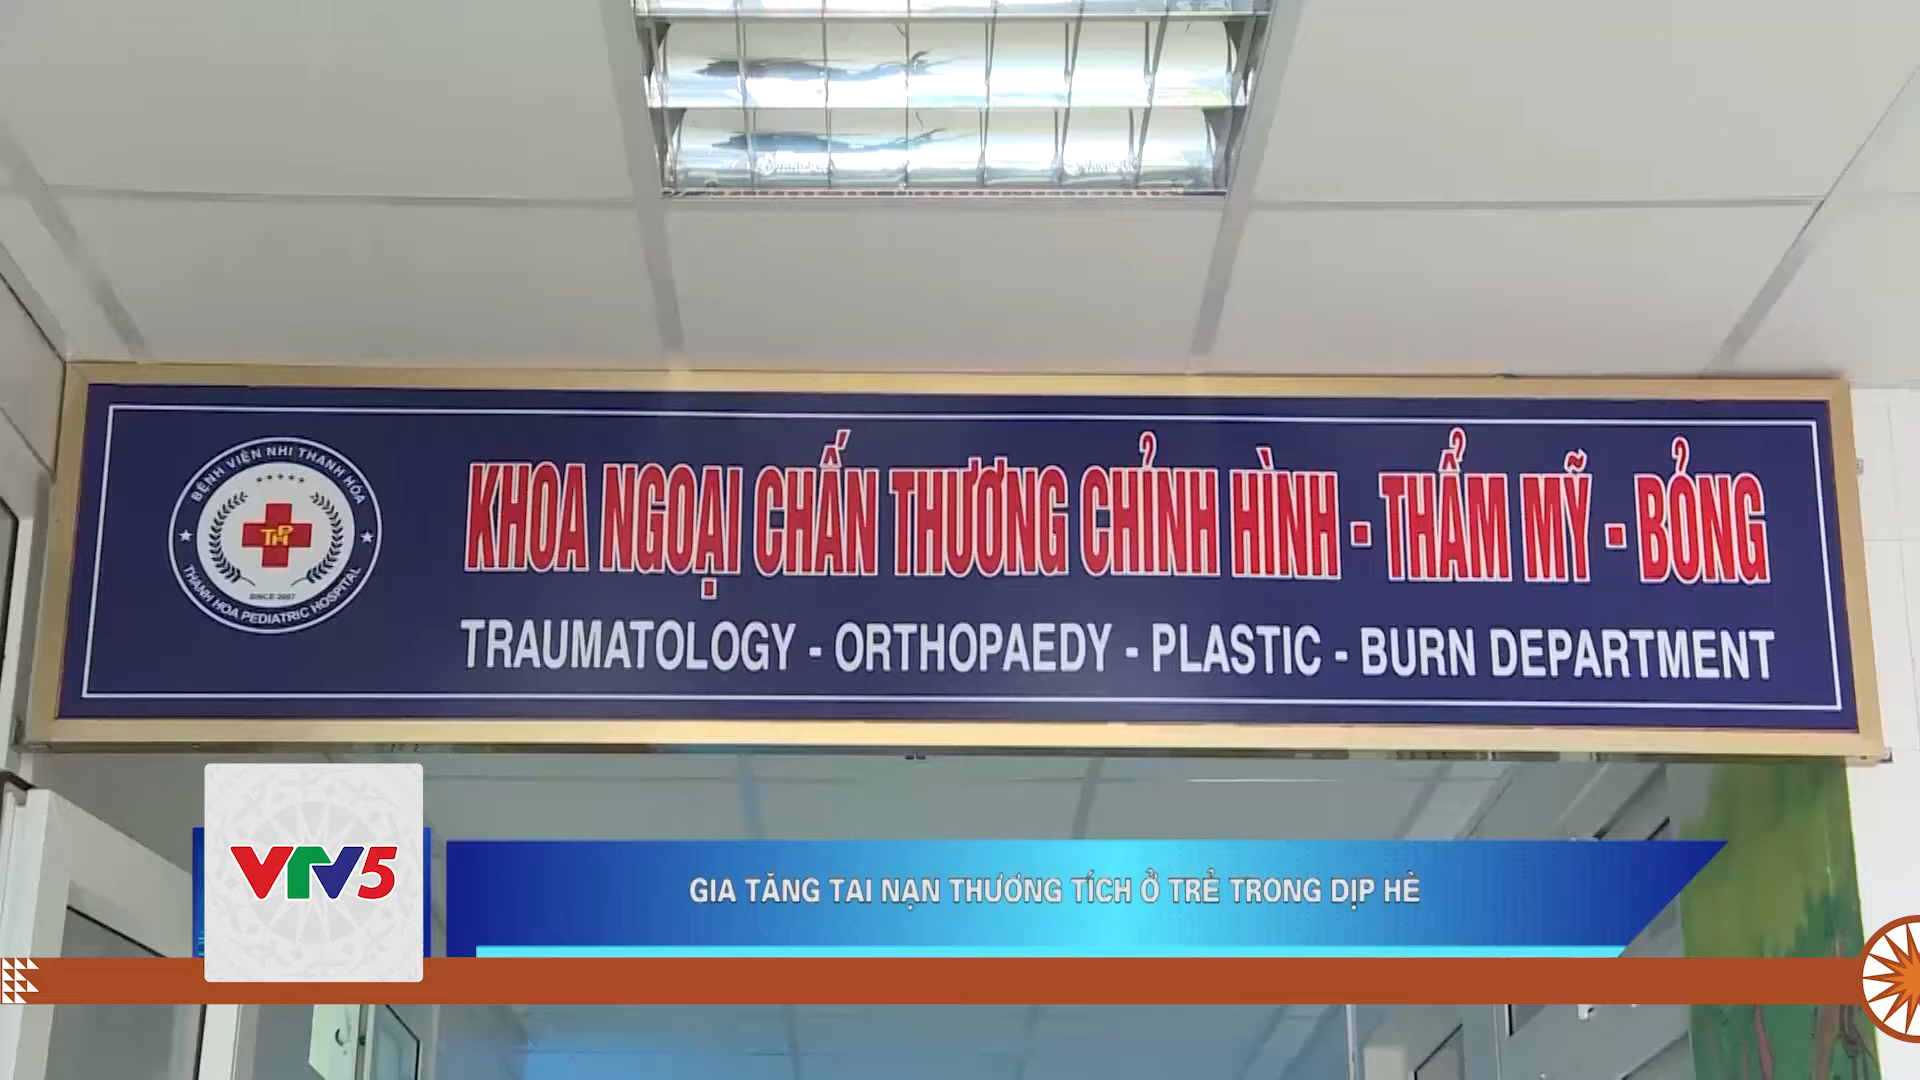 BỆNH VIỆN NHI THANH HÓA
THP
SINCE 2007
THANH HOA PEDIATRIC HOSPITAL
KHOA NGOẠI CHẤN THƯƠNG CHỈNH HÌNH - THẨM MỸ - BỎNG
TRAUMATOLOGY - ORTHOPAEDY - PLASTIC - BURN DEPARTMENT
VTV5
GIA TĂNG TAI NẠN THƯƠNG TÍCH Ở TRẺ TRONG DỊP HÈ